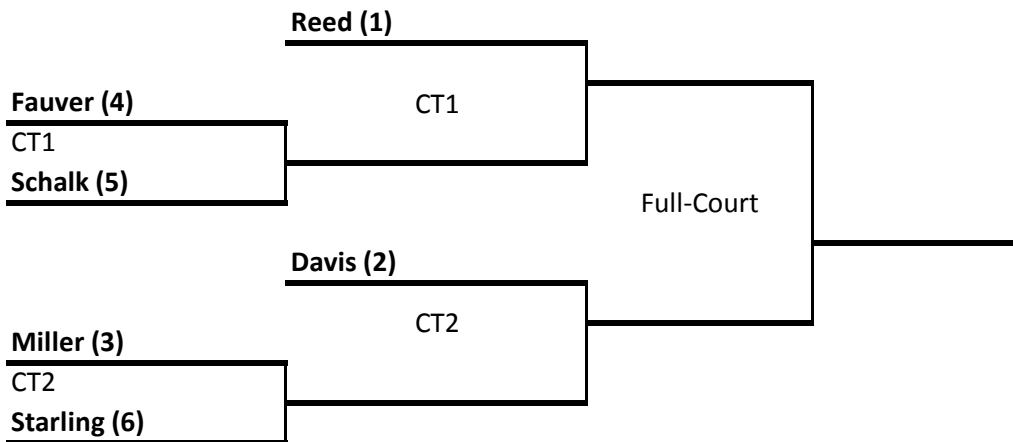 Reed (1)
Fauver (4)
CT1
CT1
Schalk (5)
Full-Court
Davis (2)
CT2
Miller (3)
CT2
Starling (6)